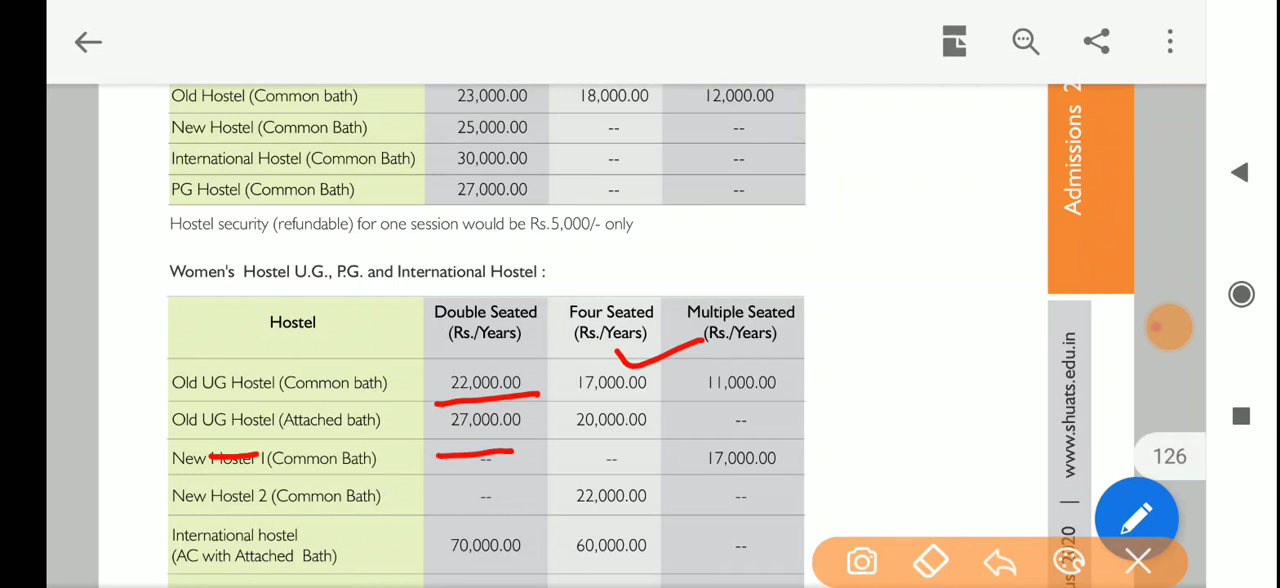 Old Hostel (Common bath) 23,000.00 18,000.00 12,000.00
New Hostel (Common Bath) 25,000.00 -- --
International Hostel (Common Bath) 30,000.00 -- --
PG Hostel (Common Bath) 27,000.00 -- --
Hostel security (refundable) for one session would be Rs.5,000/- only
Women's Hostel U.G., P.G. and International Hostel :
Hostel Double Seated (Rs./Years) Four Seated (Rs./Years) Multiple Seated (Rs./Years)
Old UG Hostel (Common bath) 22,000.00 17,000.00 11,000.00
Old UG Hostel (Attached bath) 27,000.00 20,000.00 --
New Hostel 1 (Common Bath) -- -- 17,000.00
New Hostel 2 (Common Bath) -- 22,000.00 --
International hostel
(AC with Attached Bath) 70,000.00 60,000.00 --
Admissions 2
www.shuats.edu.in |
126